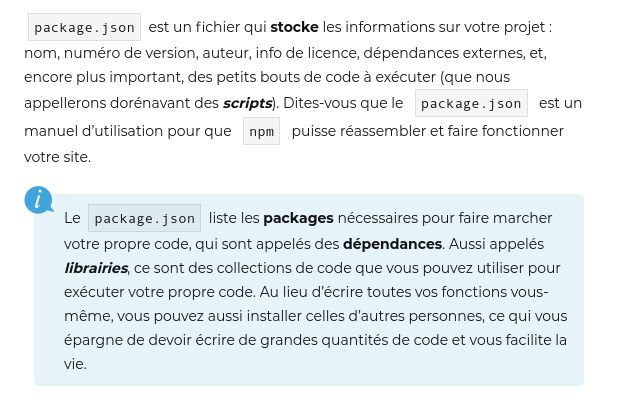 package.json est un fichier qui stocke les informations sur votre projet :
nom, numéro de version, auteur, info de licence, dépendances externes, et,
encore plus important, des petits bouts de code à exécuter (que nous
appellerons dorénavant des scripts). Dites-vous que le package.json est un
manuel d’utilisation pour que npm puisse réassembler et faire fonctionner
votre site.
i
Le package.json liste les packages nécessaires pour faire marcher
votre propre code, qui sont appelés des dépendances. Aussi appelés
librairies, ce sont des collections de code que vous pouvez utiliser pour
exécuter votre propre code. Au lieu d’écrire toutes vos fonctions vous-
même, vous pouvez aussi installer celles d’autres personnes, ce qui vous
épargne de devoir écrire de grandes quantités de code et vous facilite la
vie.